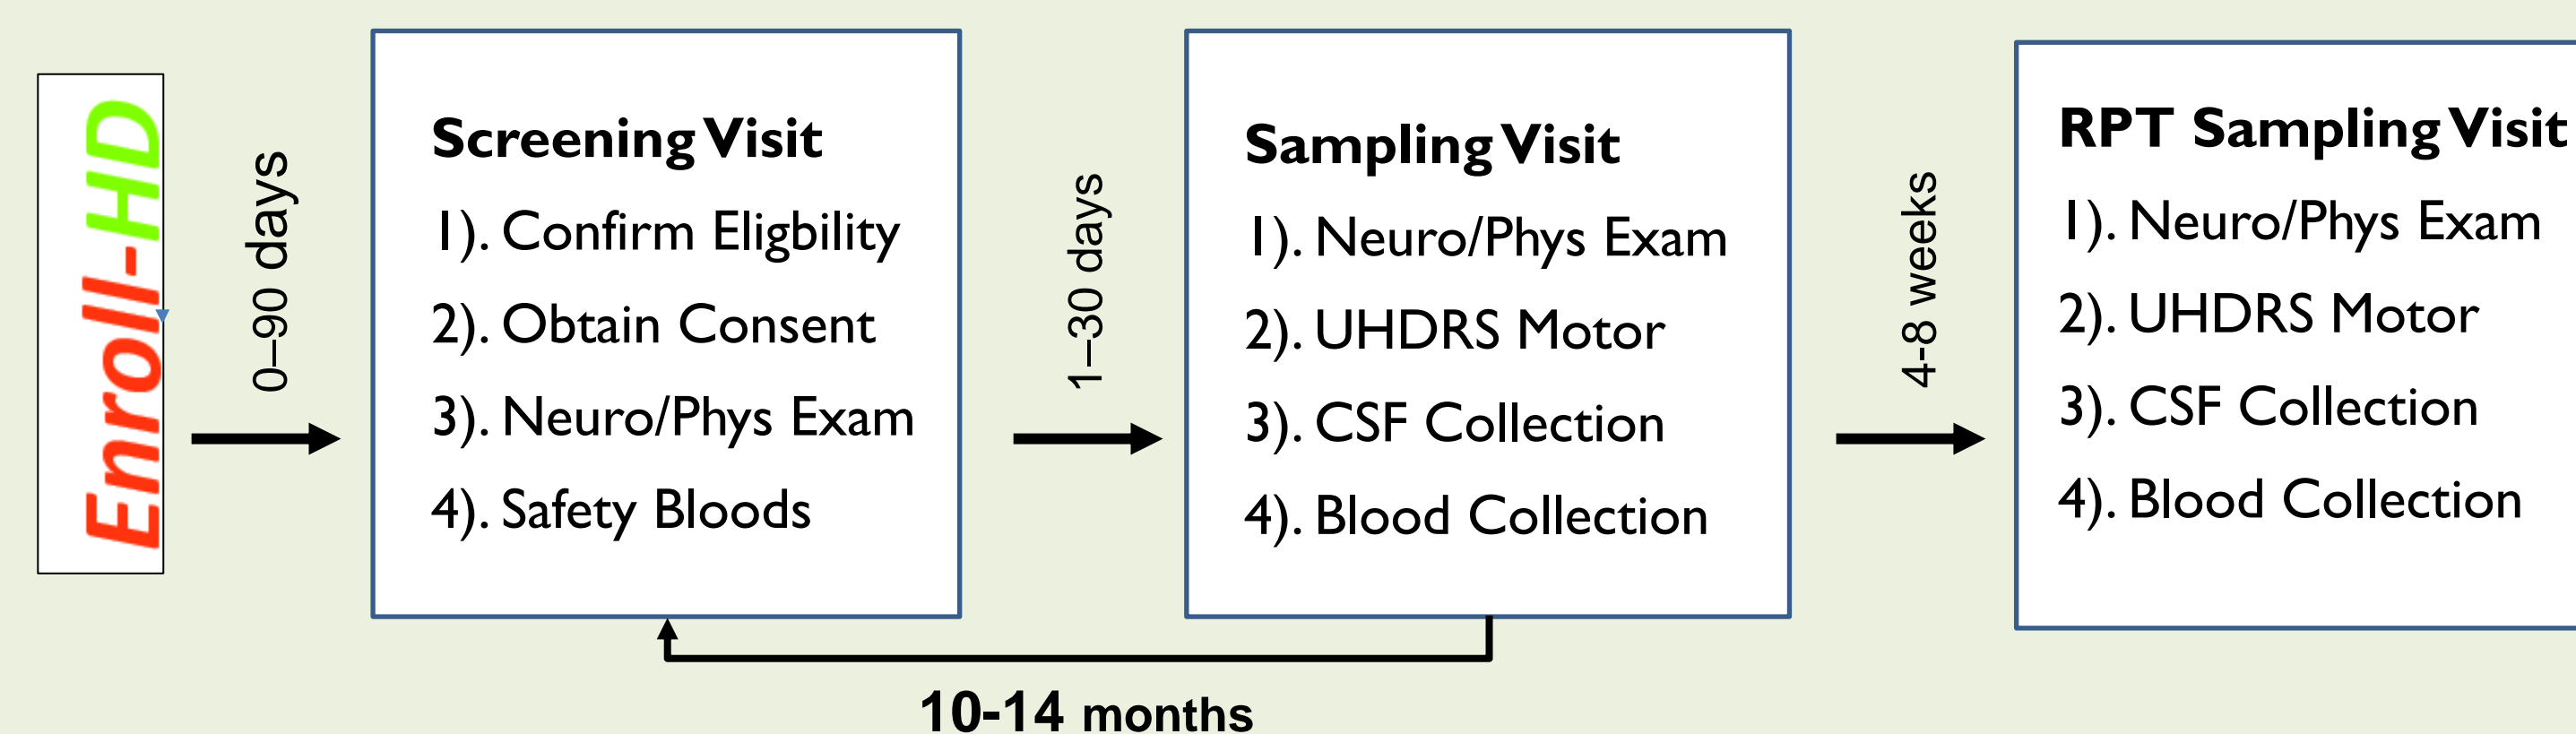 Enroll-HD
0–90 days
Screening Visit
1). Confirm Eligbility
2). Obtain Consent
3). Neuro/Phys Exam
4). Safety Bloods
1–30 days
Sampling Visit
1). Neuro/Phys Exam
2). UHDRS Motor
3). CSF Collection
4). Blood Collection
4-8 weeks
RPT Sampling Visit
1). Neuro/Phys Exam
2). UHDRS Motor
3). CSF Collection
4). Blood Collection
10-14 months